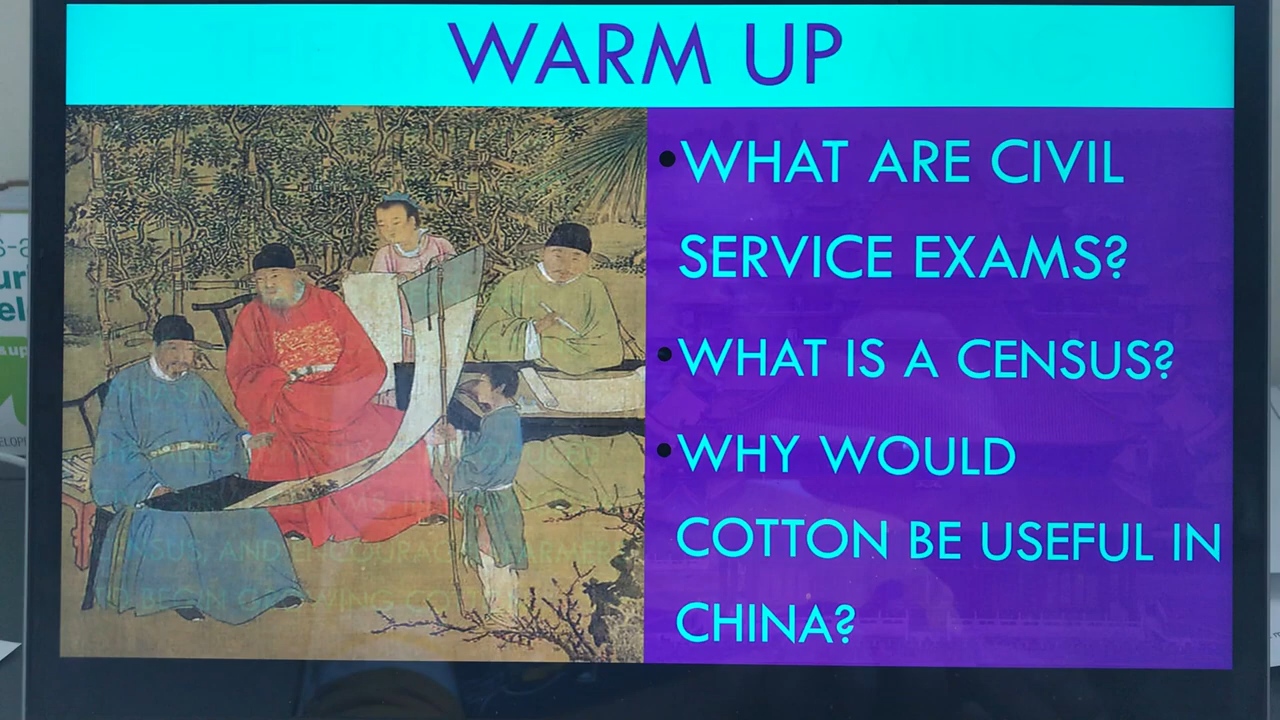 WARM UP
•WHAT ARE CIVIL
SERVICE EXAMS?
•WHAT IS A CENSUS?
•WHY WOULD
COTTON BE USEFUL IN
CHINA?